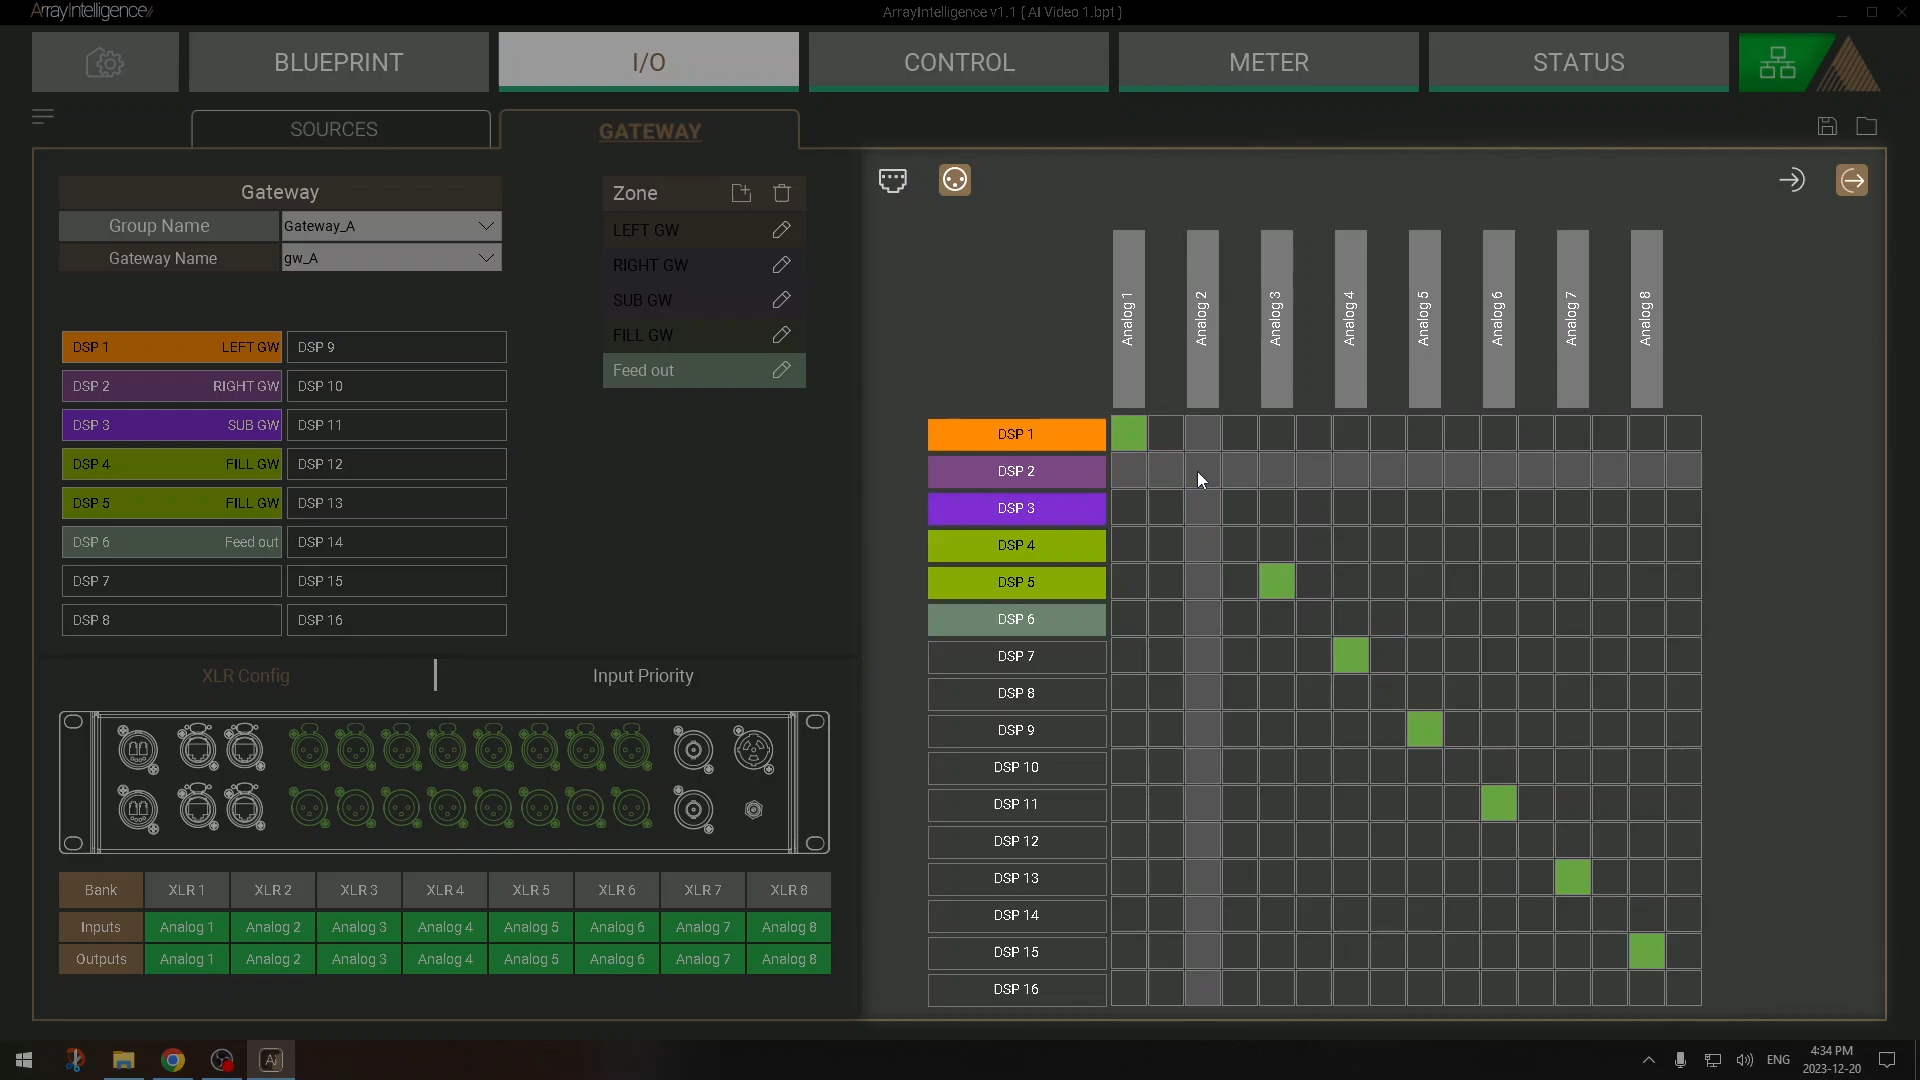 ArrayIntelligence//
ArrayIntelligence v1.1 { AI Video 1.bpt }
BLUEPRINT
I/O
CONTROL
METER
STATUS
SOURCES
GATEWAY
Gateway
Group Name
Gateway_A
Gateway Name
gw_A
Zone
LEFT GW
RIGHT GW
SUB GW
FILL GW
Feed out
DSP 1 LEFT GW
DSP 2 RIGHT GW
DSP 3 SUB GW
DSP 4 FILL GW
DSP 5 FILL GW
DSP 6 Feed out
DSP 7
DSP 8
DSP 9
DSP 10
DSP 11
DSP 12
DSP 13
DSP 14
DSP 15
DSP 16
XLR Config
Input Priority
Bank XLR 1 XLR 2 XLR 3 XLR 4 XLR 5 XLR 6 XLR 7 XLR 8
Inputs Analog 1 Analog 2 Analog 3 Analog 4 Analog 5 Analog 6 Analog 7 Analog 8
Outputs Analog 1 Analog 2 Analog 3 Analog 4 Analog 5 Analog 6 Analog 7 Analog 8
Analog 1
Analog 2
Analog 3
Analog 4
Analog 5
Analog 6
Analog 7
Analog 8
DSP 1
DSP 2
DSP 3
DSP 4
DSP 5
DSP 6
DSP 7
DSP 8
DSP 9
DSP 10
DSP 11
DSP 12
DSP 13
DSP 14
DSP 15
DSP 16
Ai
ENG
4:34 PM
2023-12-20